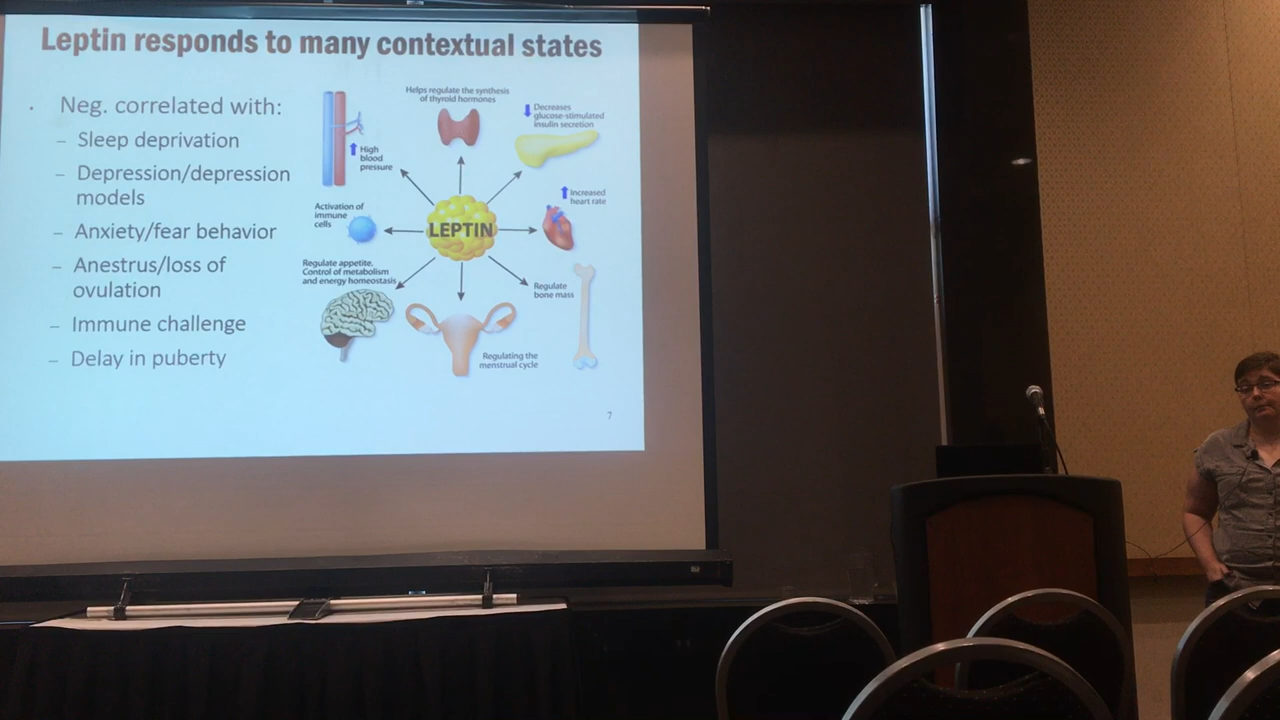 Leptin responds to many contextual states
· Neg. correlated with:
– Sleep deprivation
– Depression/depression
models
– Anxiety/fear behavior
– Anestrus/loss of
ovulation
– Immune challenge
– Delay in puberty
Helps regulate the synthesis
of thyroid hormones
Decreases
glucose-stimulated
insulin secretion
High
blood
pressure
Increased
heart rate
Activation of
immune
cells
LEPTIN
Regulate appetite.
Control of metabolism
and energy homeostasis
Regulate
bone mass
Regulating the
menstrual cycle
7